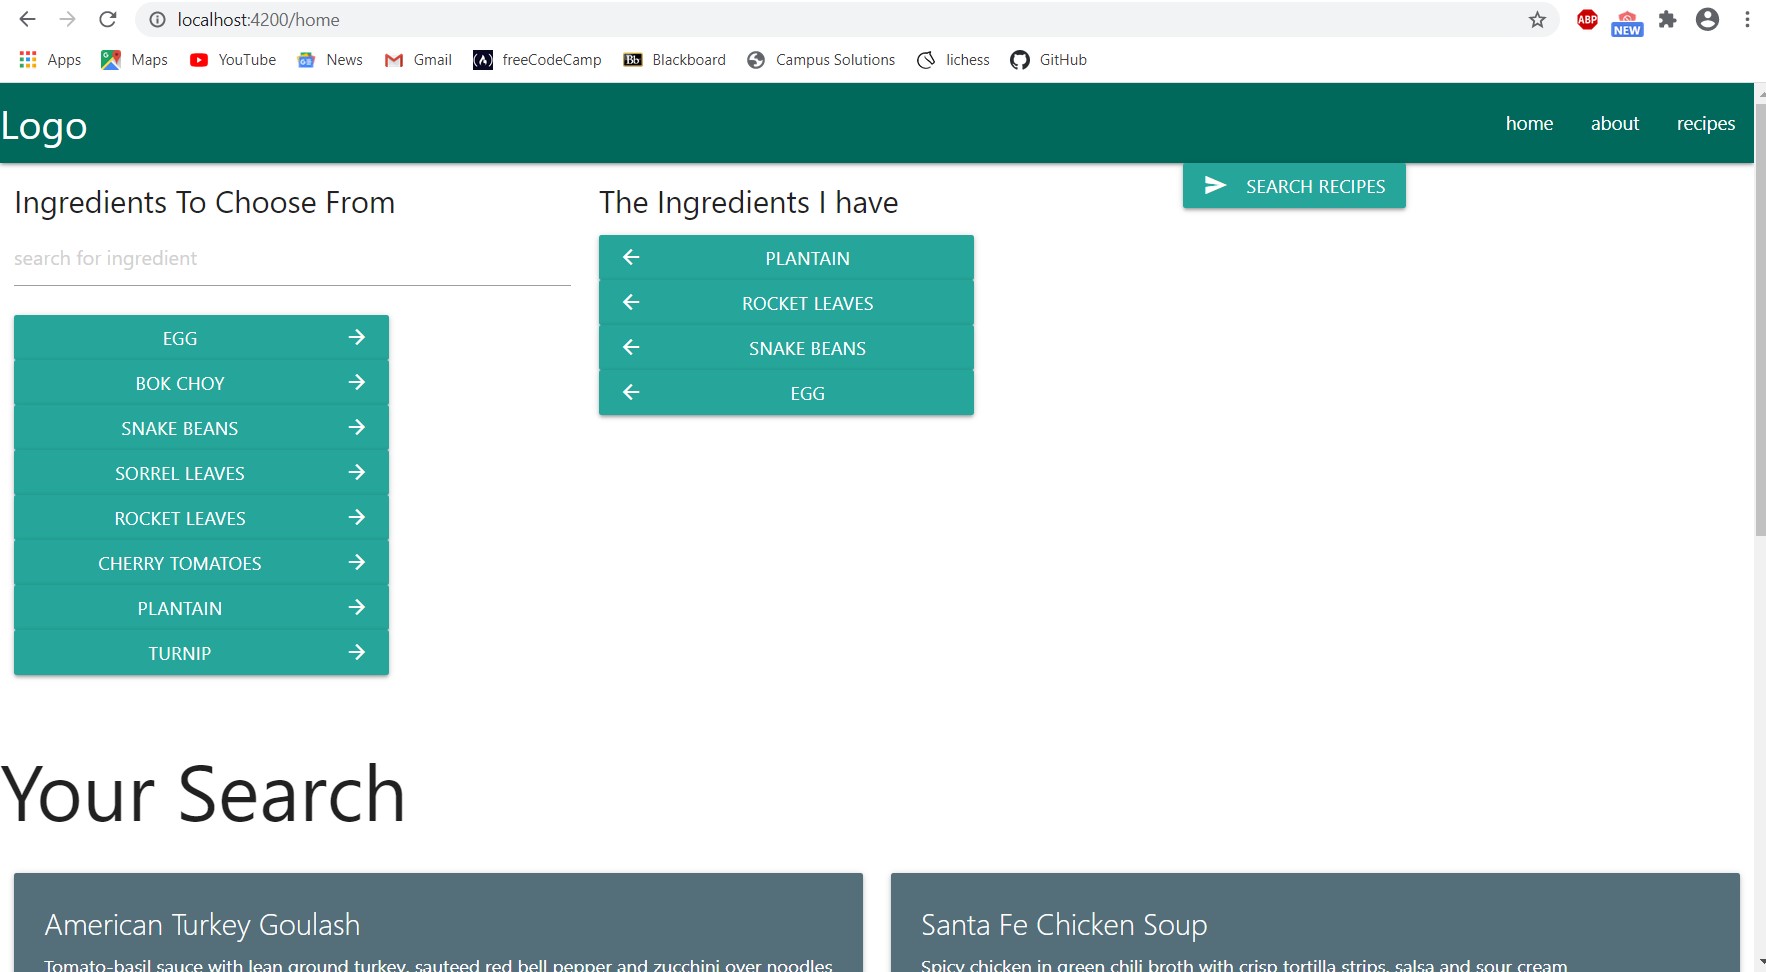 localhost:4200/home
ABP
NEW
Apps
Maps
YouTube
News
Gmail
freeCodeCamp
Bb
Blackboard
Campus Solutions
lichess
GitHub
Logo
home
about
recipes
Ingredients To Choose From
search for ingredient
EGG
BOK CHOY
SNAKE BEANS
SORREL LEAVES
ROCKET LEAVES
CHERRY TOMATOES
PLANTAIN
TURNIP
The Ingredients I have
PLANTAIN
ROCKET LEAVES
SNAKE BEANS
EGG
SEARCH RECIPES
Your Search
American Turkey Goulash
Tomato-basil sauce with lean ground turkey, sauteed red bell pepper and zucchini over noodles
Santa Fe Chicken Soup
Spicy chicken in green chili broth with crisp tortilla strips, salsa and sour cream